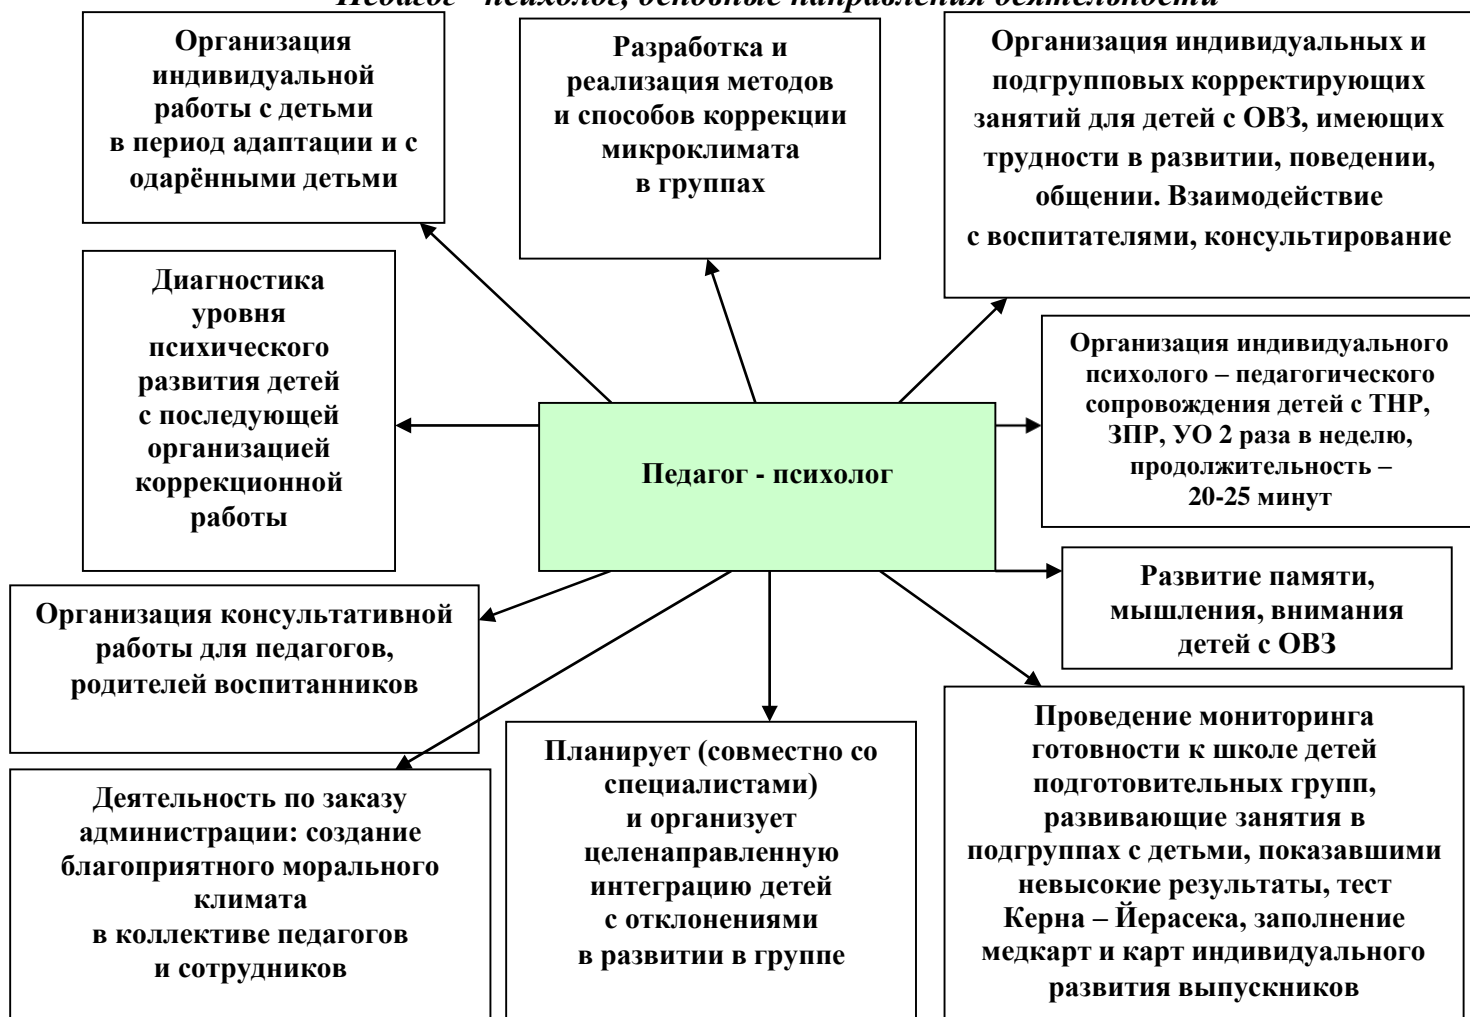 Педагог - психолог, основные направления деятельности
Организация
индивидуальной
работы с детьми
в период адаптации и с
одарёнными детьми
Разработка и
реализация методов
и способов коррекции
микроклимата
в группах
Организация индивидуальных и
подгрупповых корректирующих
занятий для детей с ОВЗ, имеющих
трудности в развитии, поведении,
общении. Взаимодействие
с воспитателями, консультирование
Диагностика
уровня
психического
развития детей
с последующей
организацией
коррекционной
работы
Организация индивидуального
психолого – педагогического
сопровождения детей с ТНР,
ЗПР, УО 2 раза в неделю,
продолжительность –
20-25 минут
Педагог - психолог
Развитие памяти,
мышления, внимания
детей с ОВЗ
Организация консультативной
работы для педагогов,
родителей воспитанников
Деятельность по заказу
администрации: создание
благоприятного морального
климата
в коллективе педагогов
и сотрудников
Планирует (совместно со
специалистами)
и организует
целенаправленную
интеграцию детей
с отклонениями
в развитии в группе
Проведение мониторинга
готовности к школе детей
подготовительных групп,
развивающие занятия в
подгруппах с детьми, показавшими
невысокие результаты, тест
Керна – Йерасека, заполнение
медкарт и карт индивидуального
развития выпускников